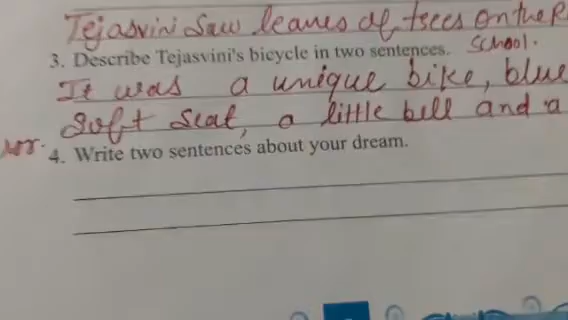 Tejasvini Saw leaves of trees on the R
School.
3. Describe Tejasvini's bicycle in two sentences.
It was a unique bike, blue
Soft Seat, a little bell and a
4. Write two sentences about your dream.